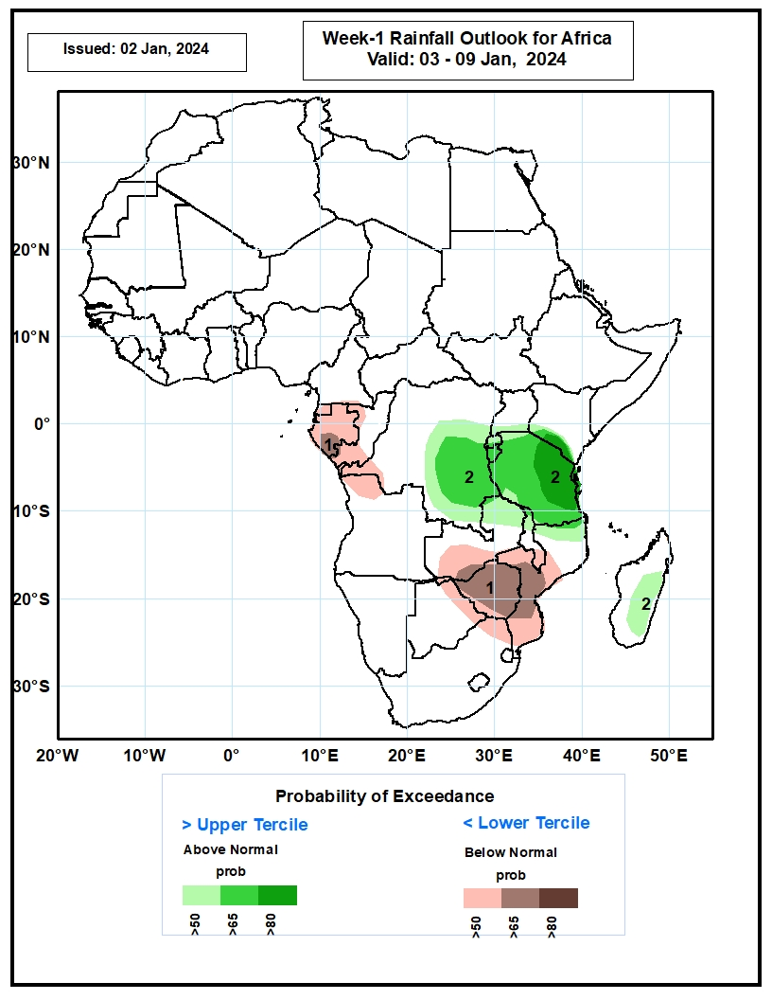 Issued: 02 Jan, 2024
Week-1 Rainfall Outlook for Africa
Valid: 03 - 09 Jan, 2024
30°N
20°N
10°N
0°
10°S
20°S
30°S
1
2
2
1
2
20°W
10°W
0°
10°E
20°E
30°E
40°E
50°E
Probability of Exceedance
> Upper Tercile
< Lower Tercile
Above Normal
Below Normal
prob
prob
>50
>65
>80
>50
>65
>80